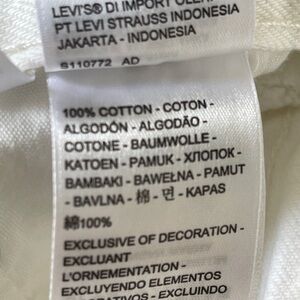 LEVI'S® DI IMPORT OLEH
PT LEVI STRAUSS INDONESIA
JAKARTA - INDONESIA
S110772 AD
100% COTTON - COTON -
ALGODÓN - ALGODÃO -
COTONE - BAUMWOLLE -
KATOEN - PAMUK - ХЛОПОК -
BAMBAKI - BAWEŁNA - PAMUT
- BAVLNA - 棉 - 면 - KAPAS
綿100%
EXCLUSIVE OF DECORATION -
EXCLUANT
L'ORNEMENTATION -
EXCLUYENDO ELEMENTOS
- EXCLUINDO